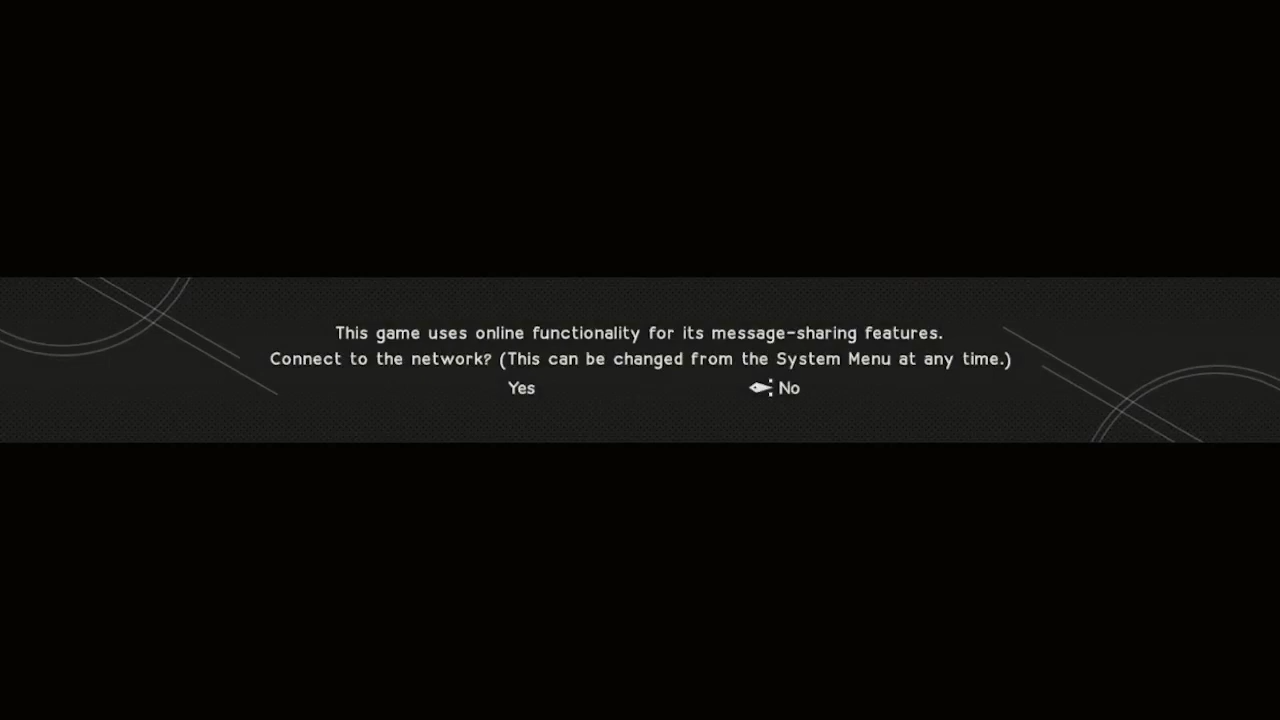 This game uses online functionality for its message-sharing features.
Connect to the network? (This can be changed from the System Menu at any time.)
Yes No